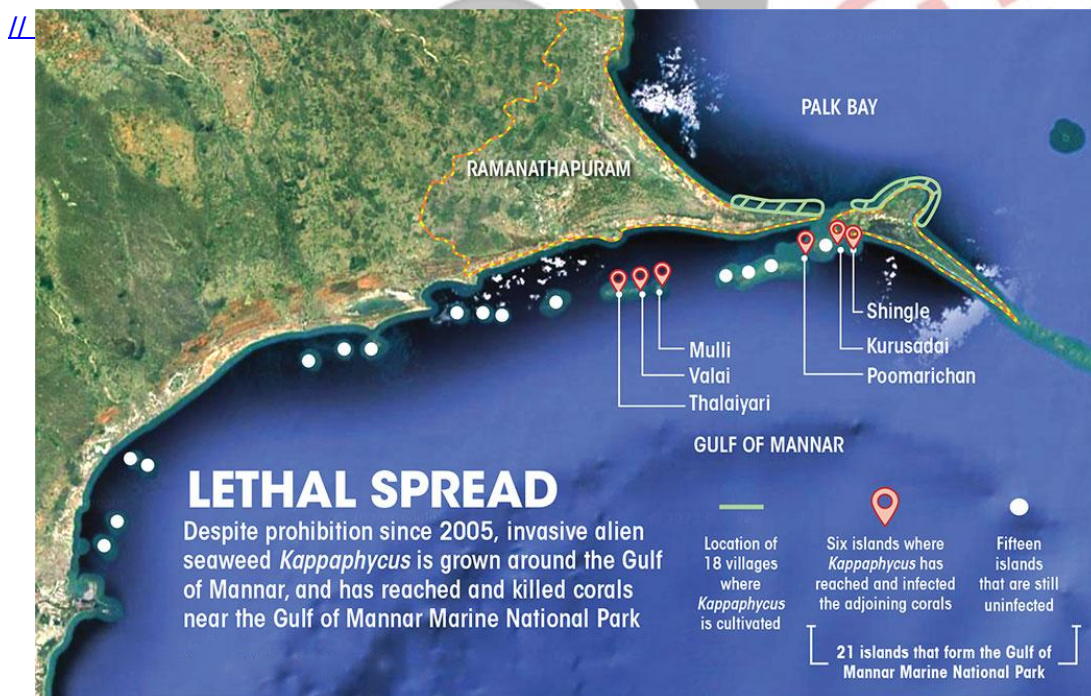 //
PALK BAY
RAMANATHAPURAM
Shingle
Kurusadai
Poomarichan
Mulli
Valai
Thalaiyari
GULF OF MANNAR
LETHAL SPREAD
Despite prohibition since 2005, invasive alien
seaweed Kappaphycus is grown around the Gulf
of Mannar, and has reached and killed corals
near the Gulf of Mannar Marine National Park
Location of
18 villages
where
Kappaphycus
is cultivated
Six islands where
Kappaphycus has
reached and infected
the adjoining corals
Fifteen
islands
that are still
uninfected
21 islands that form the Gulf of
Mannar Marine National Park